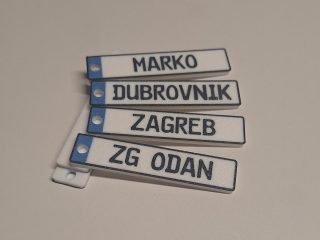 MARKO
DUBROVNIK
ZAGREB
ZG ODAN